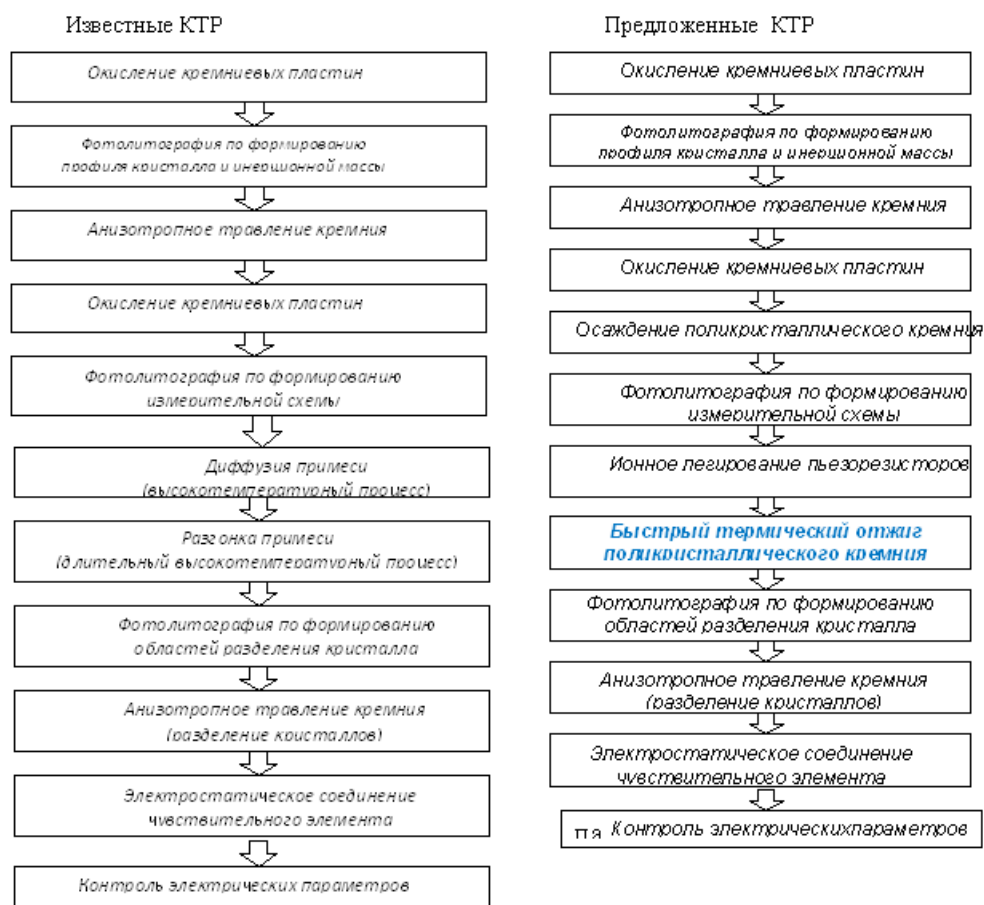 Известные КТР
Окисление кремниевых пластин
Фотолитография по формированию
профиля кристалла и инерционной массы
Анизотропное травление кремния
Окисление кремниевых пластин
Фотолитография по формированию
измерительной схемы
Диффузия примеси
(высокотемпературный процесс)
Разгонка примеси
(длительный высокотемпературный процесс)
Фотолитография по формированию
областей разделения кристалла
Анизотропное травление кремния
(разделение кристаллов)
Электростатическое соединение
чувствительного элемента
Контроль электрических параметров
Предложенные КТР
Окисление кремниевых пластин
Фотолитография по формированию
профиля кристалла и инерционной массы
Анизотропное травление кремния
Окисление кремниевых пластин
Осаждение поликристаллического кремния
Фотолитография по формированию
измерительной схемы
Ионное легирование пьезорезисторов
Быстрый термический отжиг
поликристаллического кремния
Фотолитография по формированию
областей разделения кристалла
Анизотропное травление кремния
(разделение кристаллов)
Электростатическое соединение
чувствительного элемента
па Контроль электрическихпараметров